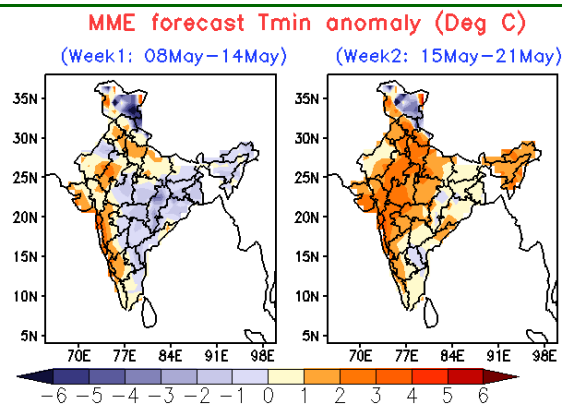 MME forecast Tmin anomaly (Deg C)
(Week1: 08May−14May) (Week2: 15May−21May)
35N 35N
30N 30N
25N 25N
20N 20N
15N 15N
10N 10N
5N 5N
70E 77E 84E 91E 98E 70E 77E 84E 91E 98E
−6 −5 −4 −3 −2 −1 0 1 2 3 4 5 6